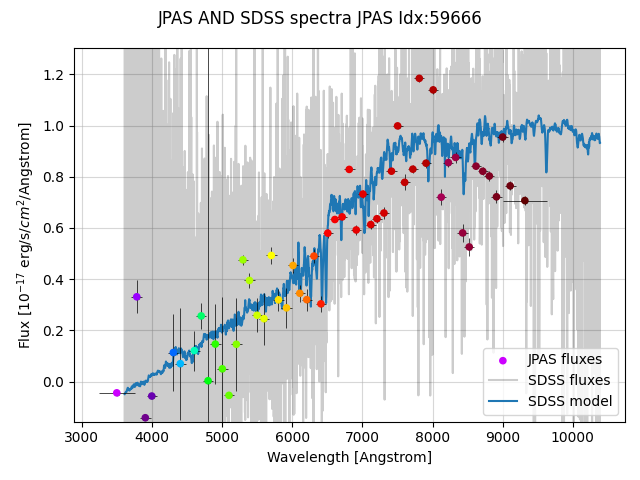 JPAS AND SDSS spectra JPAS Idx:59666
Flux [10⁻¹⁷ erg/s/cm²/Angstrom]
1.2
1.0
0.8
0.6
0.4
0.2
0.0
JPAS fluxes
SDSS fluxes
SDSS model
3000 4000 5000 6000 7000 8000 9000 10000
Wavelength [Angstrom]